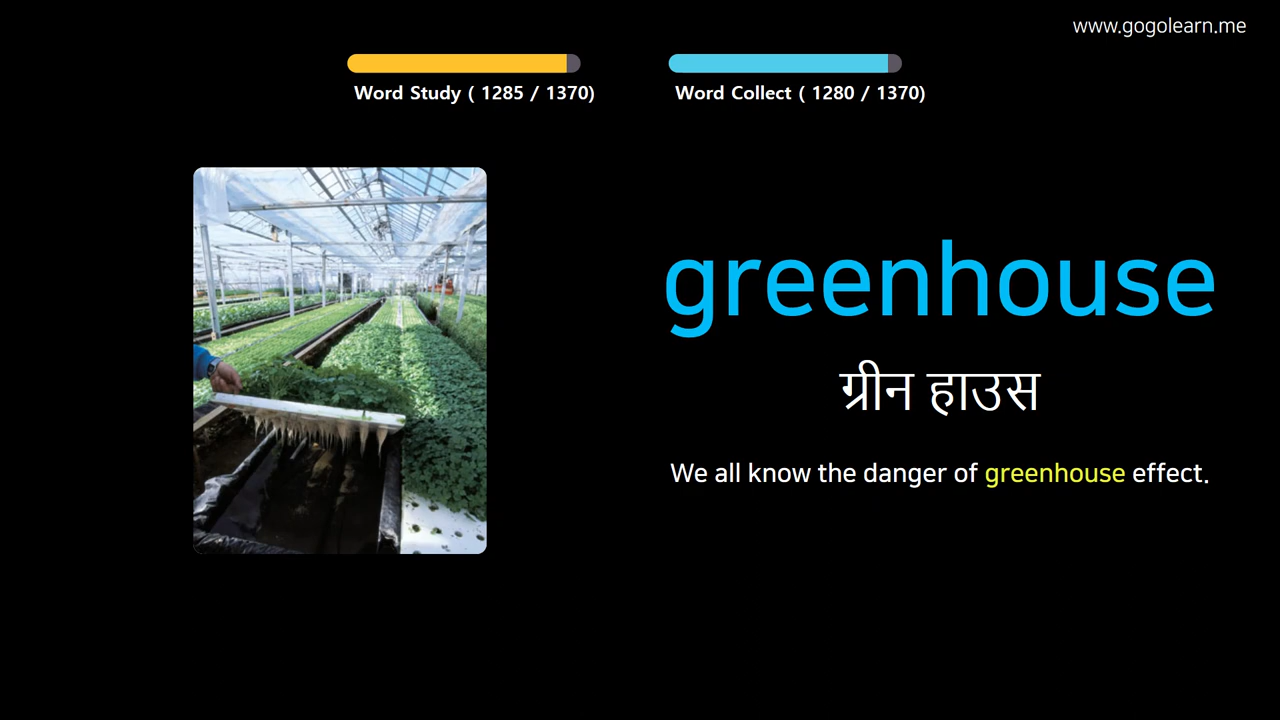 www.gogolearn.me
Word Study ( 1285 / 1370)
Word Collect ( 1280 / 1370)
greenhouse
ग्रीन हाउस
We all know the danger of greenhouse effect.